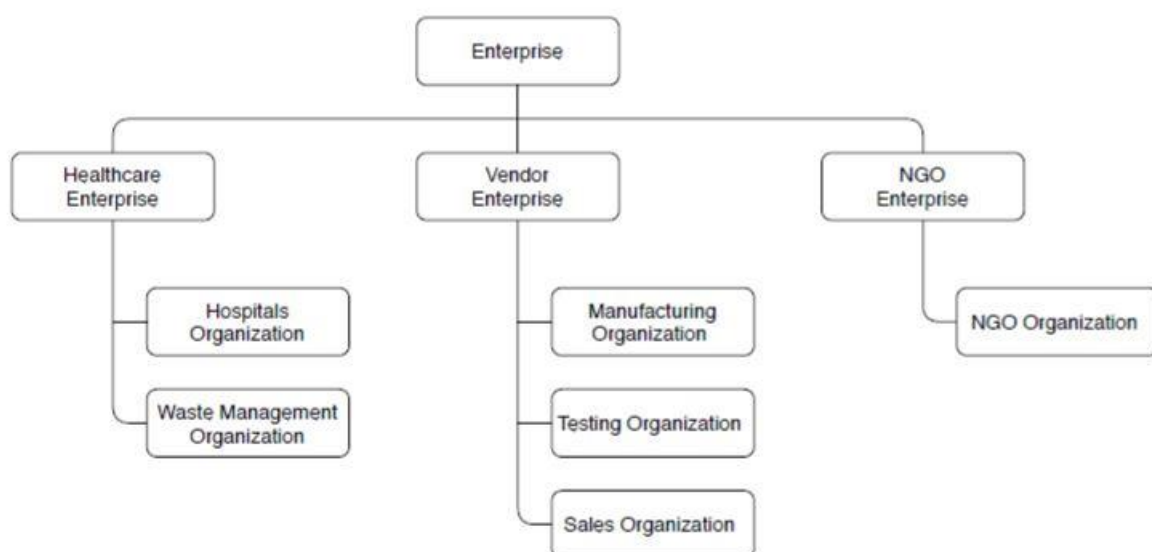 Enterprise
Healthcare
Enterprise
Vendor
Enterprise
NGO
Enterprise
Hospitals
Organization
Manufacturing
Organization
NGO Organization
Waste Management
Organization
Testing Organization
Sales Organization